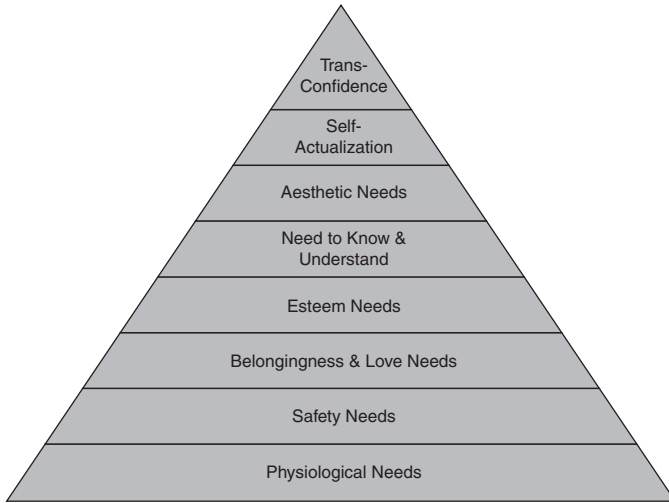 Trans-
Confidence
Self-
Actualization
Aesthetic Needs
Need to Know &
Understand
Esteem Needs
Belongingness & Love Needs
Safety Needs
Physiological Needs